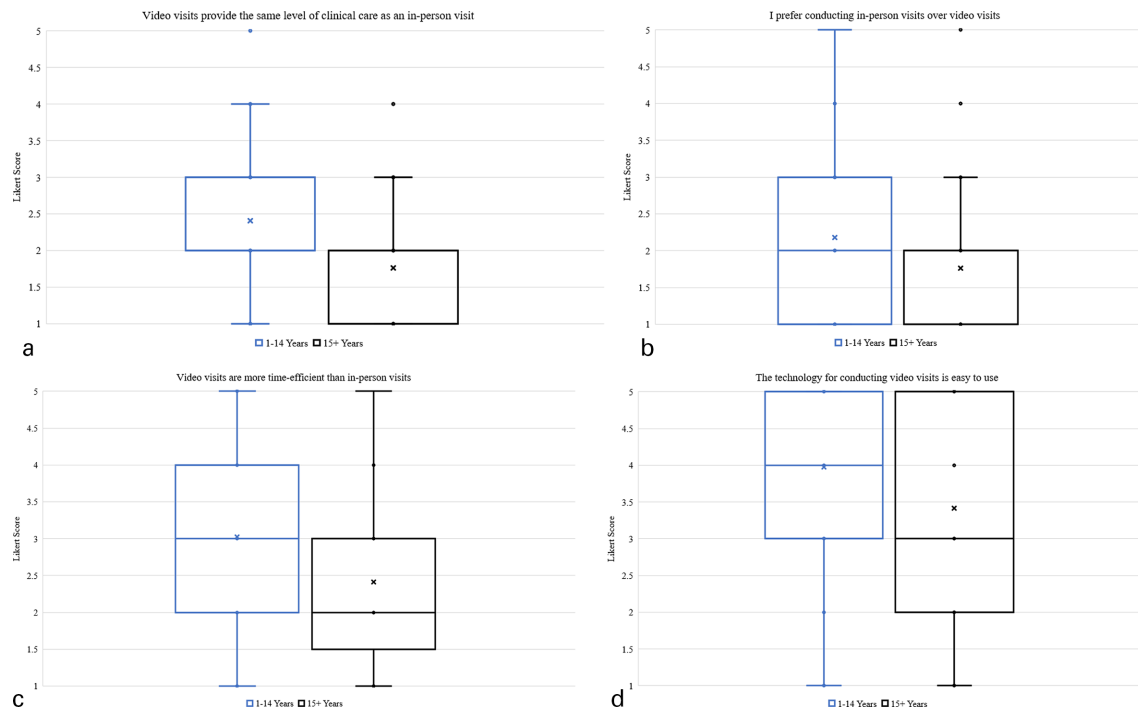 Video visits provide the same level of clinical care as an in-person visit
5
4.5
4
3.5
3
2.5
2
1.5
1
Likert Score
1-14 Years 15+ Years
a
I prefer conducting in-person visits over video visits
5
4.5
4
3.5
3
2.5
2
1.5
1
Likert Score
1-14 Years 15+ Years
b
Video visits are more time-efficient than in-person visits
5
4.5
4
3.5
3
2.5
2
1.5
1
Likert Score
1-14 Years 15+ Years
c
The technology for conducting video visits is easy to use
5
4.5
4
3.5
3
2.5
2
1.5
1
Likert Score
1-14 Years 15+ Years
d